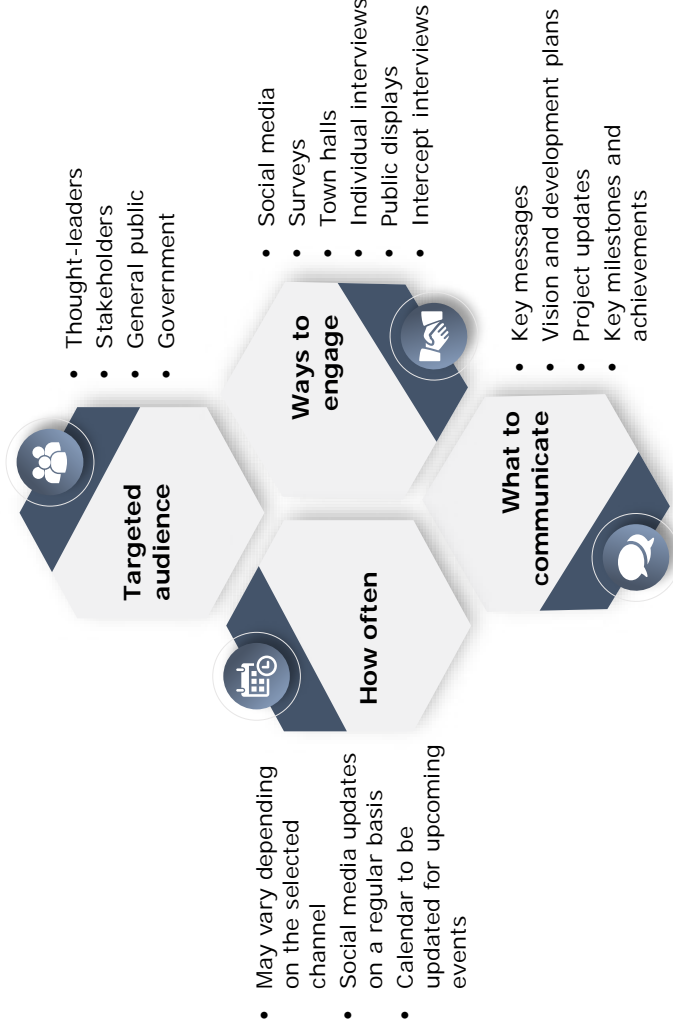 Targeted
audience
• Thought-leaders
• Stakeholders
• General public
• Government
How often
• May vary depending
on the selected
channel
• Social media updates
on a regular basis
• Calendar to be
updated for upcoming
events
Ways to
engage
• Social media
• Surveys
• Town halls
• Individual interviews
• Public displays
• Intercept interviews
What to
communicate
• Key messages
• Vision and development plans
• Project updates
• Key milestones and
achievements